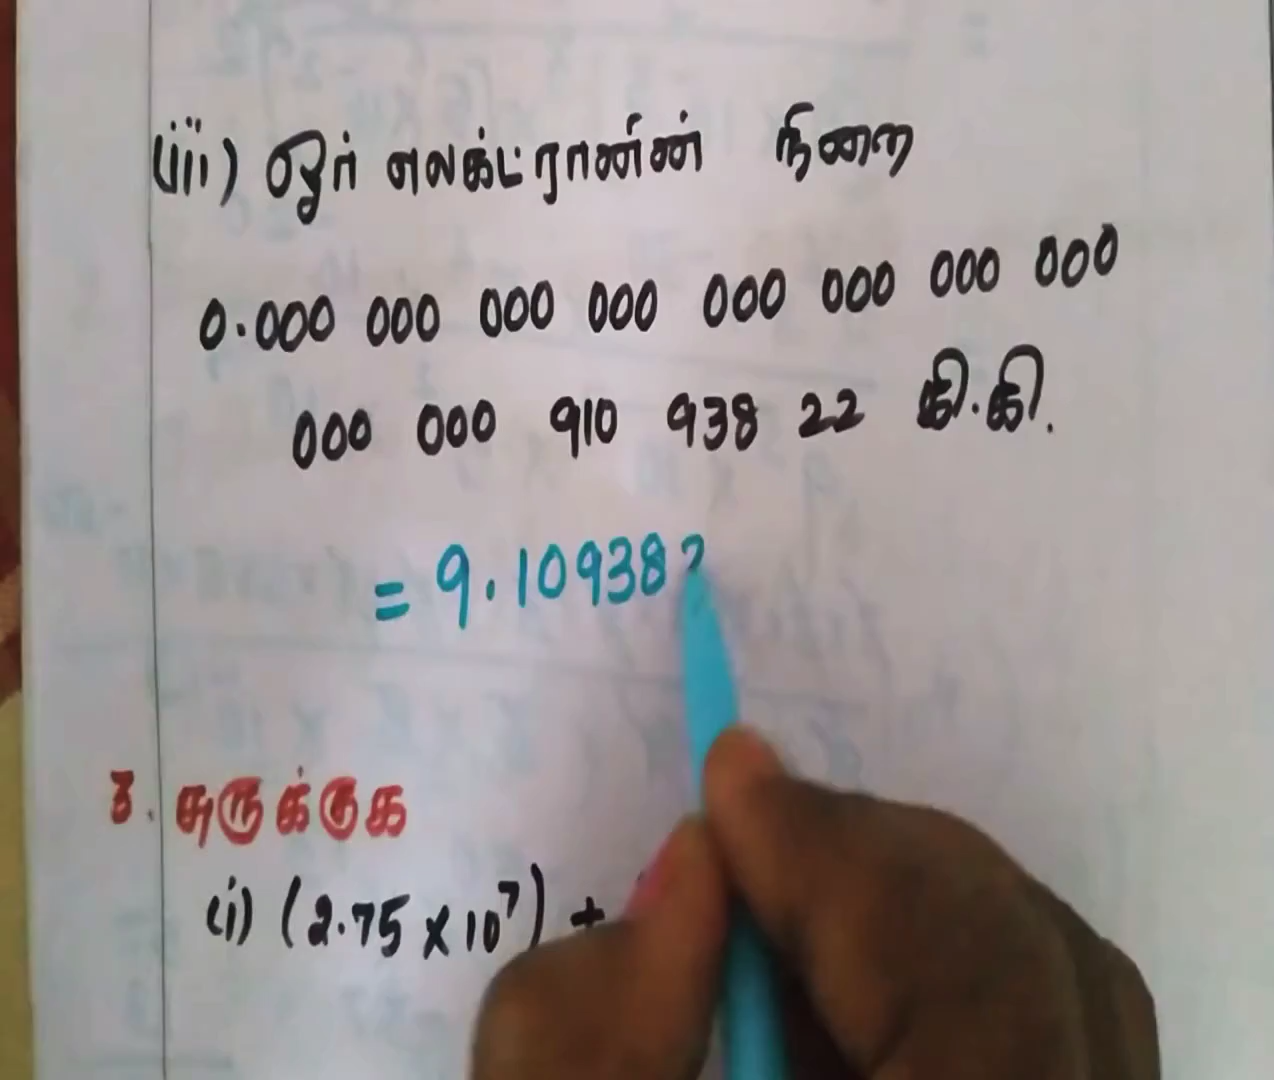 (iii) ஓர் எலக்ட்ரானின் நிறை
0.000 000 000 000 000 000 000 000
000 000 910 938 22 கி.கி.
= 9.109382
3. சுருக்குக
(i) (2.75 × 10⁷) +